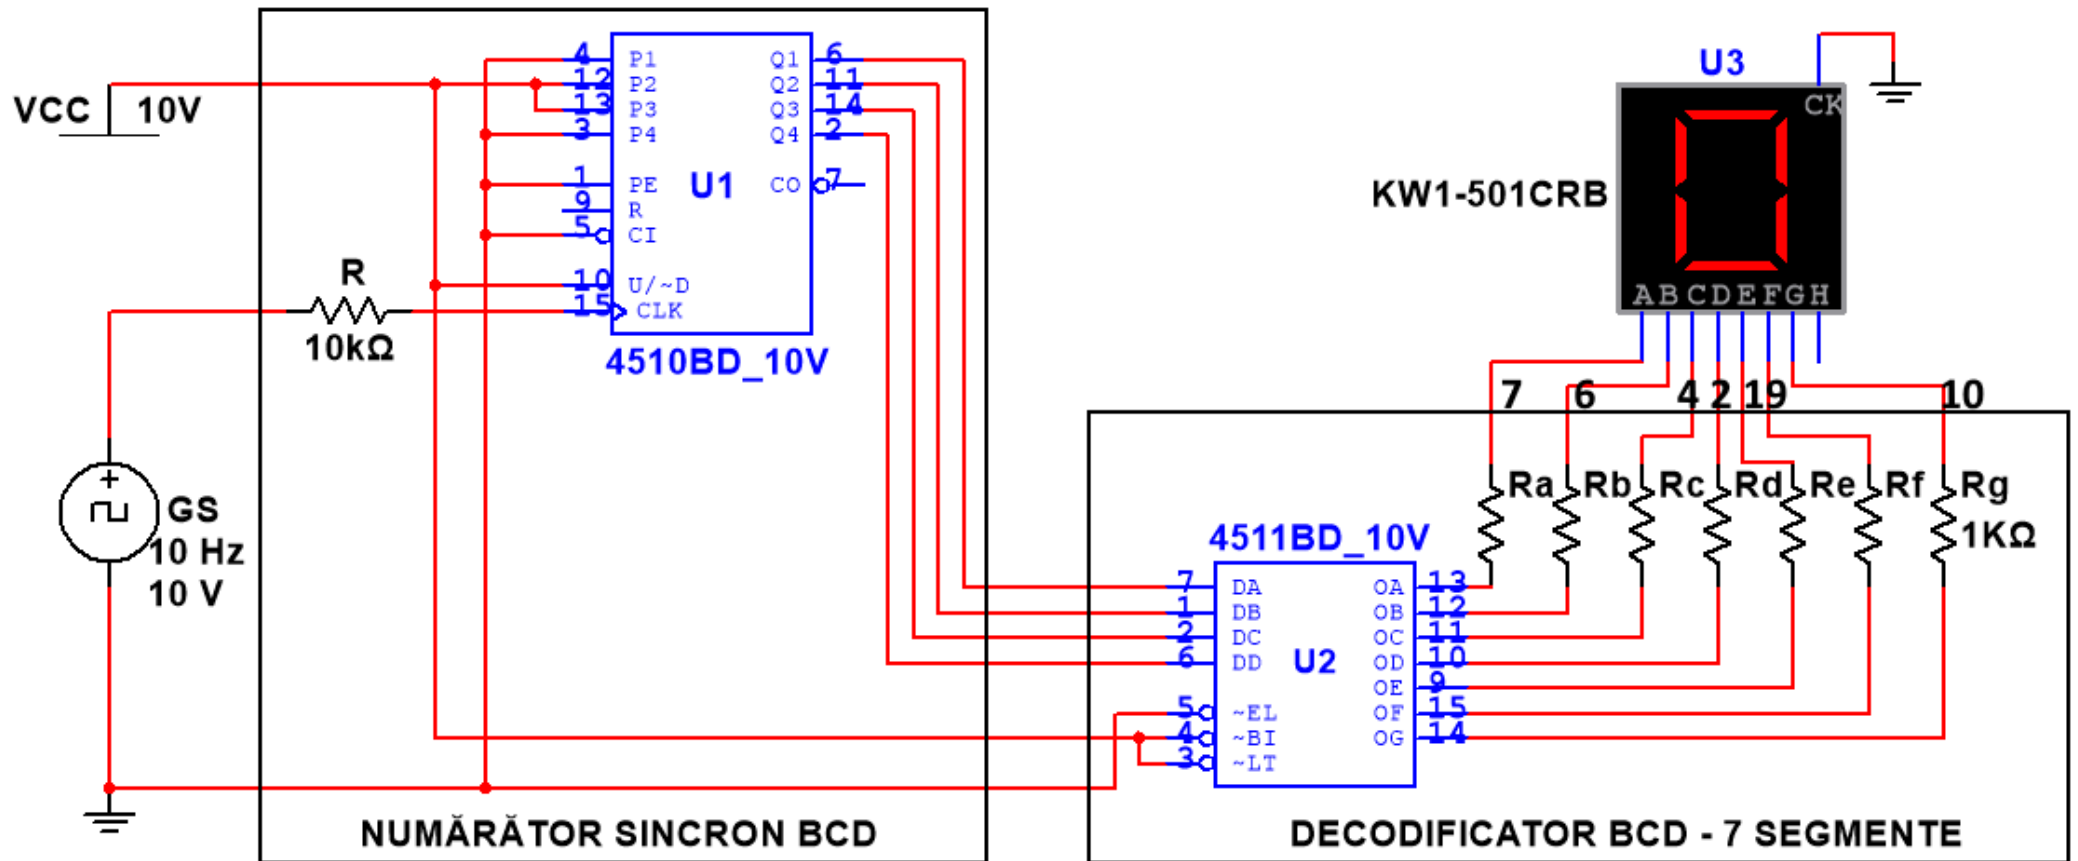 VCC 10V
R
10kΩ
GS
10 Hz
10 V
4 P1
12 P2
13 P3
3 P4
1 PE
9 R
5 CI
10 U/~D
15 CLK
Q1 6
Q2 11
Q3 14
Q4 2
CO 7
U1
4510BD_10V
NUMĂRĂTOR SINCRON BCD
U3
CK
KW1-501CRB
A B C D E F G H
7 6 4 2 1 9 10
Ra Rb Rc Rd Re Rf Rg
1KΩ
4511BD_10V
7 DA
1 DB
2 DC
6 DD
5 ~EL
4 ~BI
3 ~LT
U2
OA 13
OB 12
OC 11
OD 10
OE 9
OF 15
OG 14
DECODIFICATOR BCD - 7 SEGMENTE